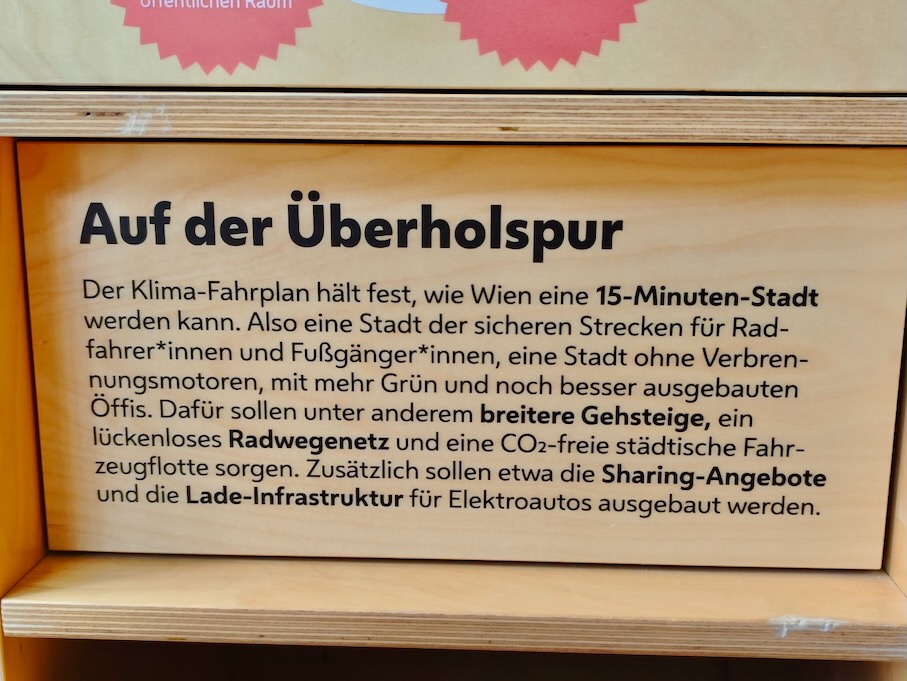 öffentlichen Raum
Auf der Überholspur
Der Klima-Fahrplan hält fest, wie Wien eine 15-Minuten-Stadt
werden kann. Also eine Stadt der sicheren Strecken für Rad-
fahrer*innen und Fußgänger*innen, eine Stadt ohne Verbren-
nungsmotoren, mit mehr Grün und noch besser ausgebauten
Öffis. Dafür sollen unter anderem breitere Gehsteige, ein
lückenloses Radwegenetz und eine CO₂-freie städtische Fahr-
zeugflotte sorgen. Zusätzlich sollen etwa die Sharing-Angebote
und die Lade-Infrastruktur für Elektroautos ausgebaut werden.